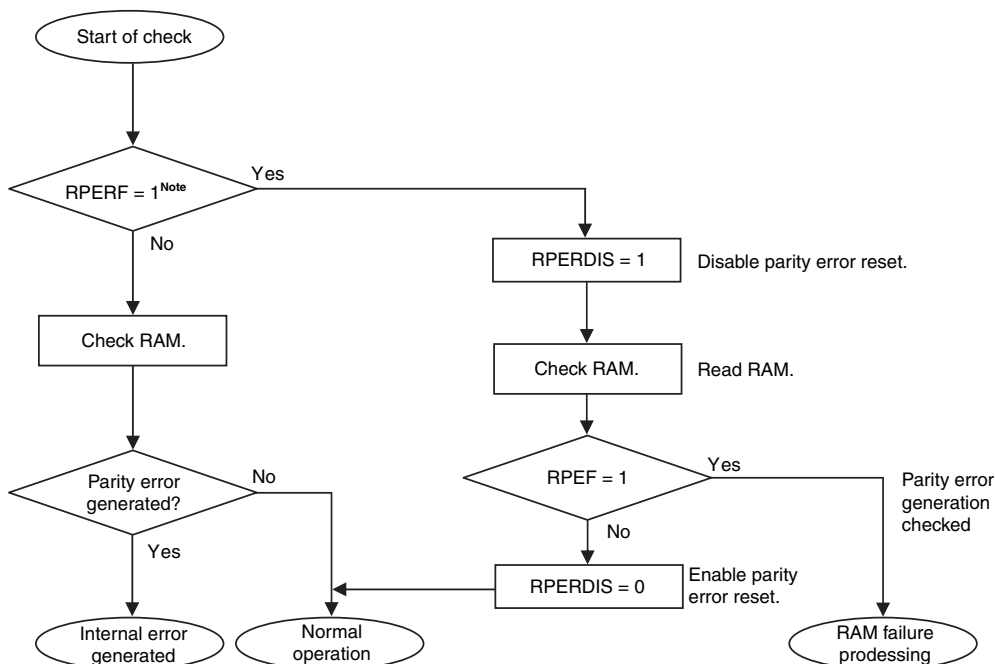 Start of check
RPERF = 1Note
Yes
No
RPERDIS = 1
Disable parity error reset.
Check RAM.
Check RAM.
Read RAM.
Parity error
generated?
No
Yes
RPEF = 1
Yes
No
Parity error
generation
checked
RPERDIS = 0
Enable parity
error reset.
Internal error
generated
Normal
operation
RAM failure
prodessing